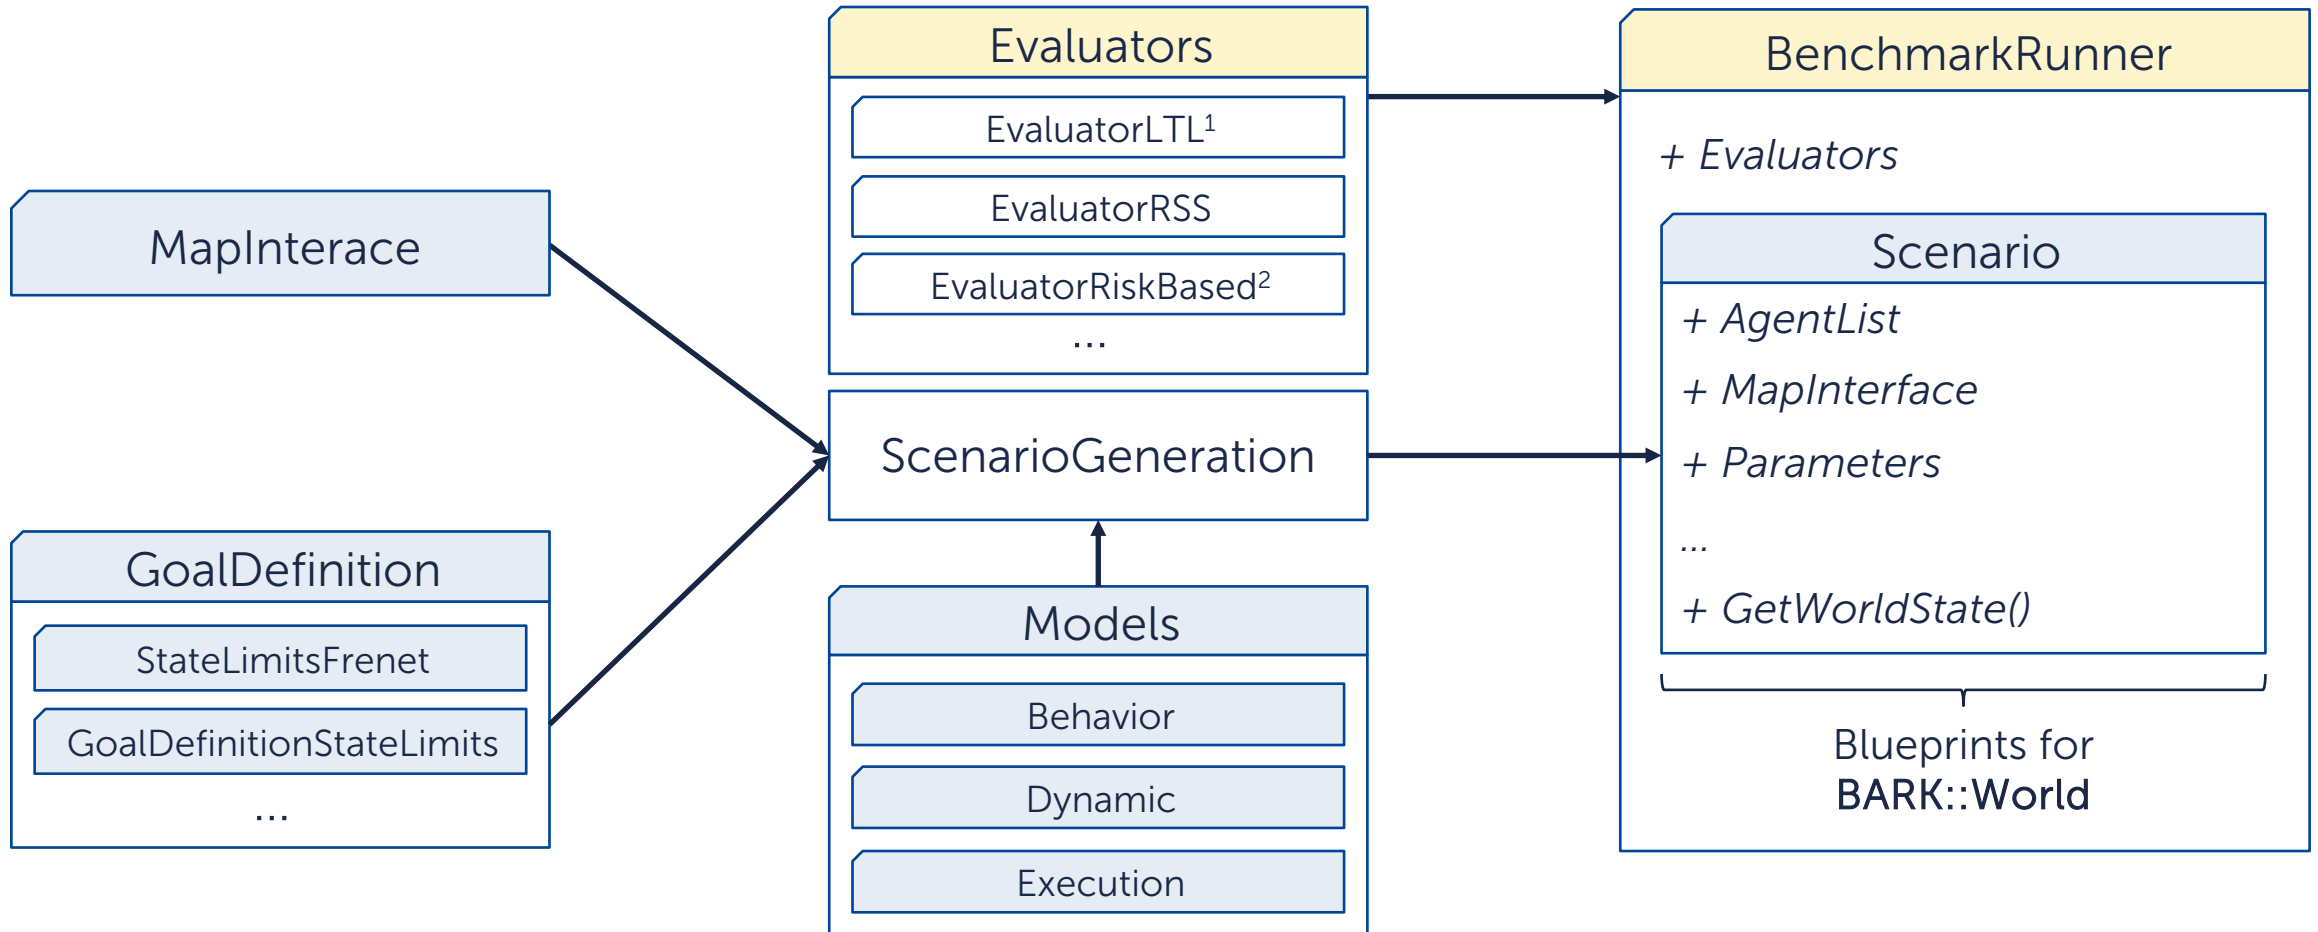 MapInterace
GoalDefinition
StateLimitsFrenet
GoalDefinitionStateLimits
...
Evaluators
EvaluatorLTL¹
EvaluatorRSS
EvaluatorRiskBased²
...
ScenarioGeneration
Models
Behavior
Dynamic
Execution
BenchmarkRunner
+ Evaluators
Scenario
+ AgentList
+ MapInterface
+ Parameters
...
+ GetWorldState()
Blueprints for
BARK::World